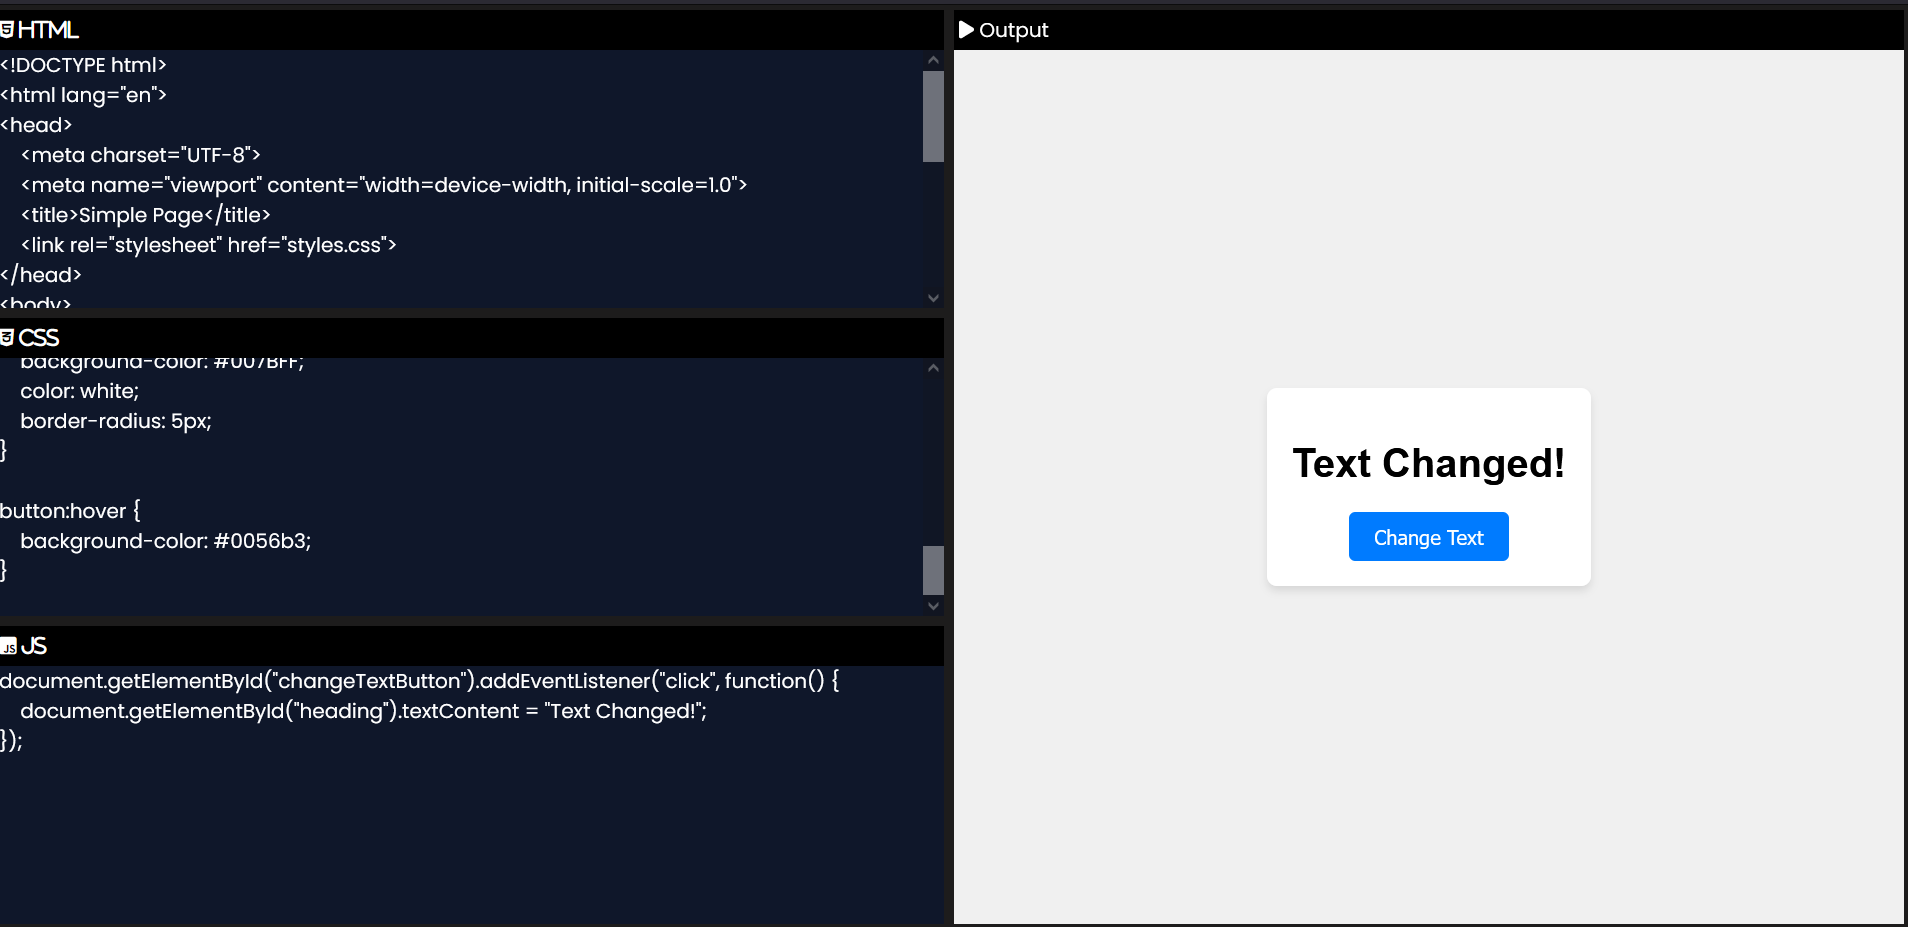 HTML
<!DOCTYPE html>
<html lang="en">
<head>
    <meta charset="UTF-8">
    <meta name="viewport" content="width=device-width, initial-scale=1.0">
    <title>Simple Page</title>
    <link rel="stylesheet" href="styles.css">
</head>
<body>
CSS
    background-color: #007BFF;
    color: white;
    border-radius: 5px;
}

button:hover {
    background-color: #0056b3;
}
JS
document.getElementById("changeTextButton").addEventListener("click", function() {
    document.getElementById("heading").textContent = "Text Changed!";
});
Output
Text Changed!
Change Text